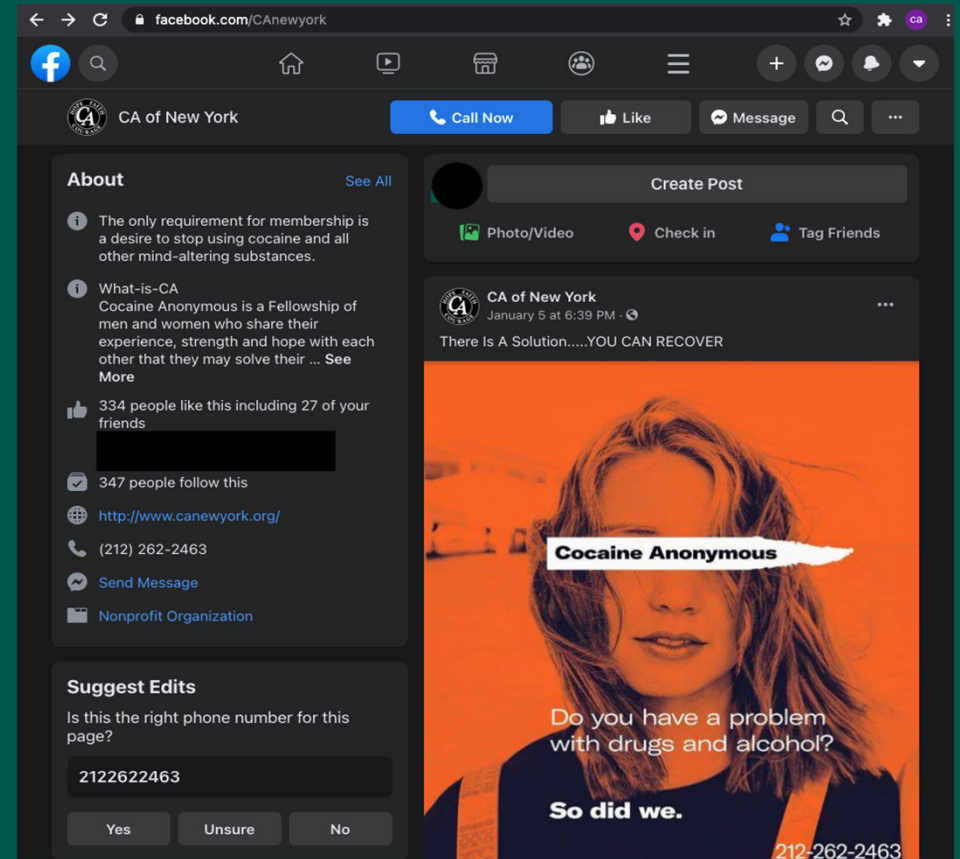 facebook.com/CAnewyork
ca
CA of New York
Call Now
Like
Message
About
See All
The only requirement for membership is
a desire to stop using cocaine and all
other mind-altering substances.
What-is-CA
Cocaine Anonymous is a Fellowship of
men and women who share their
experience, strength and hope with each
other that they may solve their ... See
More
334 people like this including 27 of your
friends
347 people follow this
http://www.canewyork.org/
(212) 262-2463
Send Message
Nonprofit Organization
Suggest Edits
Is this the right phone number for this
page?
2122622463
Yes
Unsure
No
Create Post
Photo/Video
Check in
Tag Friends
HOPE FAITH
CA
COURAGE
CA of New York
January 5 at 6:39 PM ·
There Is A Solution.....YOU CAN RECOVER
Cocaine Anonymous
Do you have a problem
with drugs and alcohol?
So did we.
212-262-2463